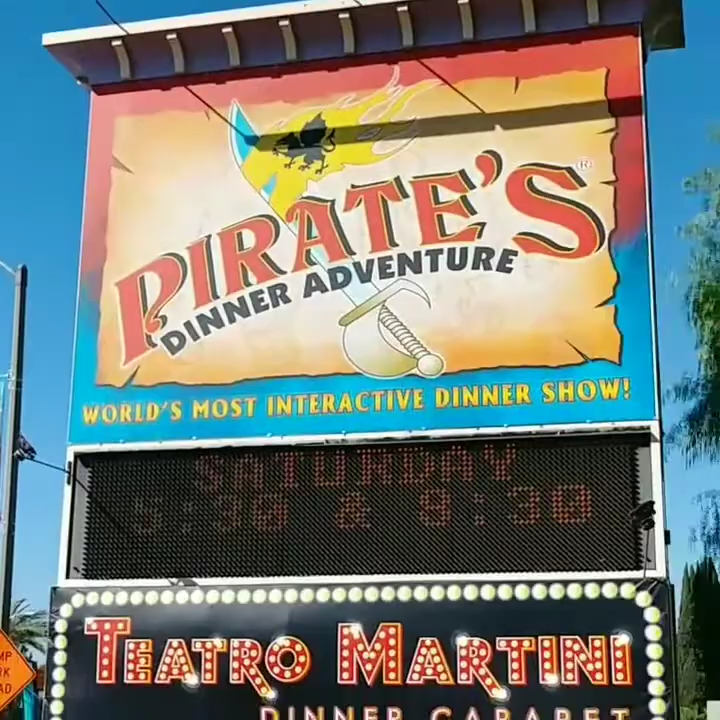 PIRATE'S®
DINNER ADVENTURE
WORLD'S MOST INTERACTIVE DINNER SHOW!
SATURDAY
5:30 & 8:30
TEATRO MARTINI
DINNER CABARET